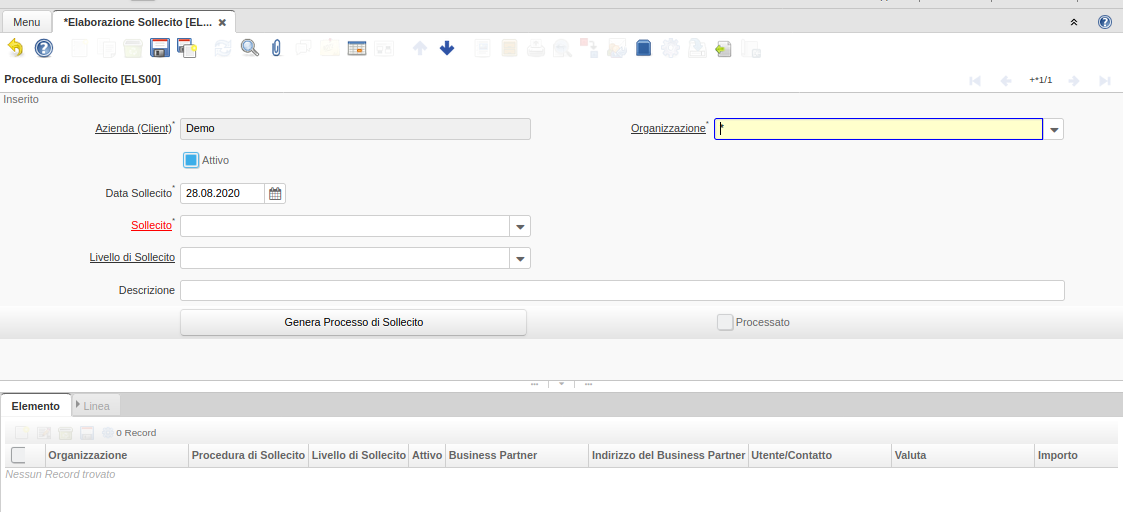 Menu
*Elaborazione Sollecito [EL...
Procedura di Sollecito [ELS00]
+*1/1
Inserito
Azienda (Client)* Demo Organizzazione* *
Attivo
Data Sollecito* 28.08.2020
Sollecito*
Livello di Sollecito
Descrizione
Genera Processo di Sollecito Processato
Elemento Linea
0 Record
Organizzazione Procedura di Sollecito Livello di Sollecito Attivo Business Partner Indirizzo del Business Partner Utente/Contatto Valuta Importo
Nessun Record trovato